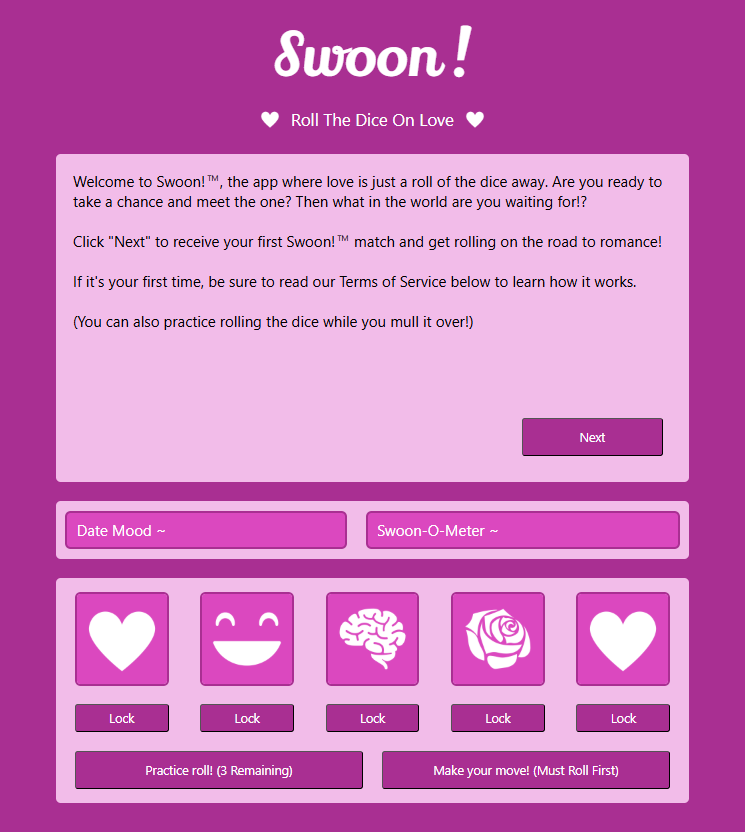 Swoon!
Roll The Dice On Love
Welcome to Swoon!™, the app where love is just a roll of the dice away. Are you ready to
take a chance and meet the one? Then what in the world are you waiting for!?
Click "Next" to receive your first Swoon!™ match and get rolling on the road to romance!
If it's your first time, be sure to read our Terms of Service below to learn how it works.
(You can also practice rolling the dice while you mull it over!)
Next
Date Mood ~
Swoon-O-Meter ~
Lock
Lock
Lock
Lock
Lock
Practice roll! (3 Remaining)
Make your move! (Must Roll First)